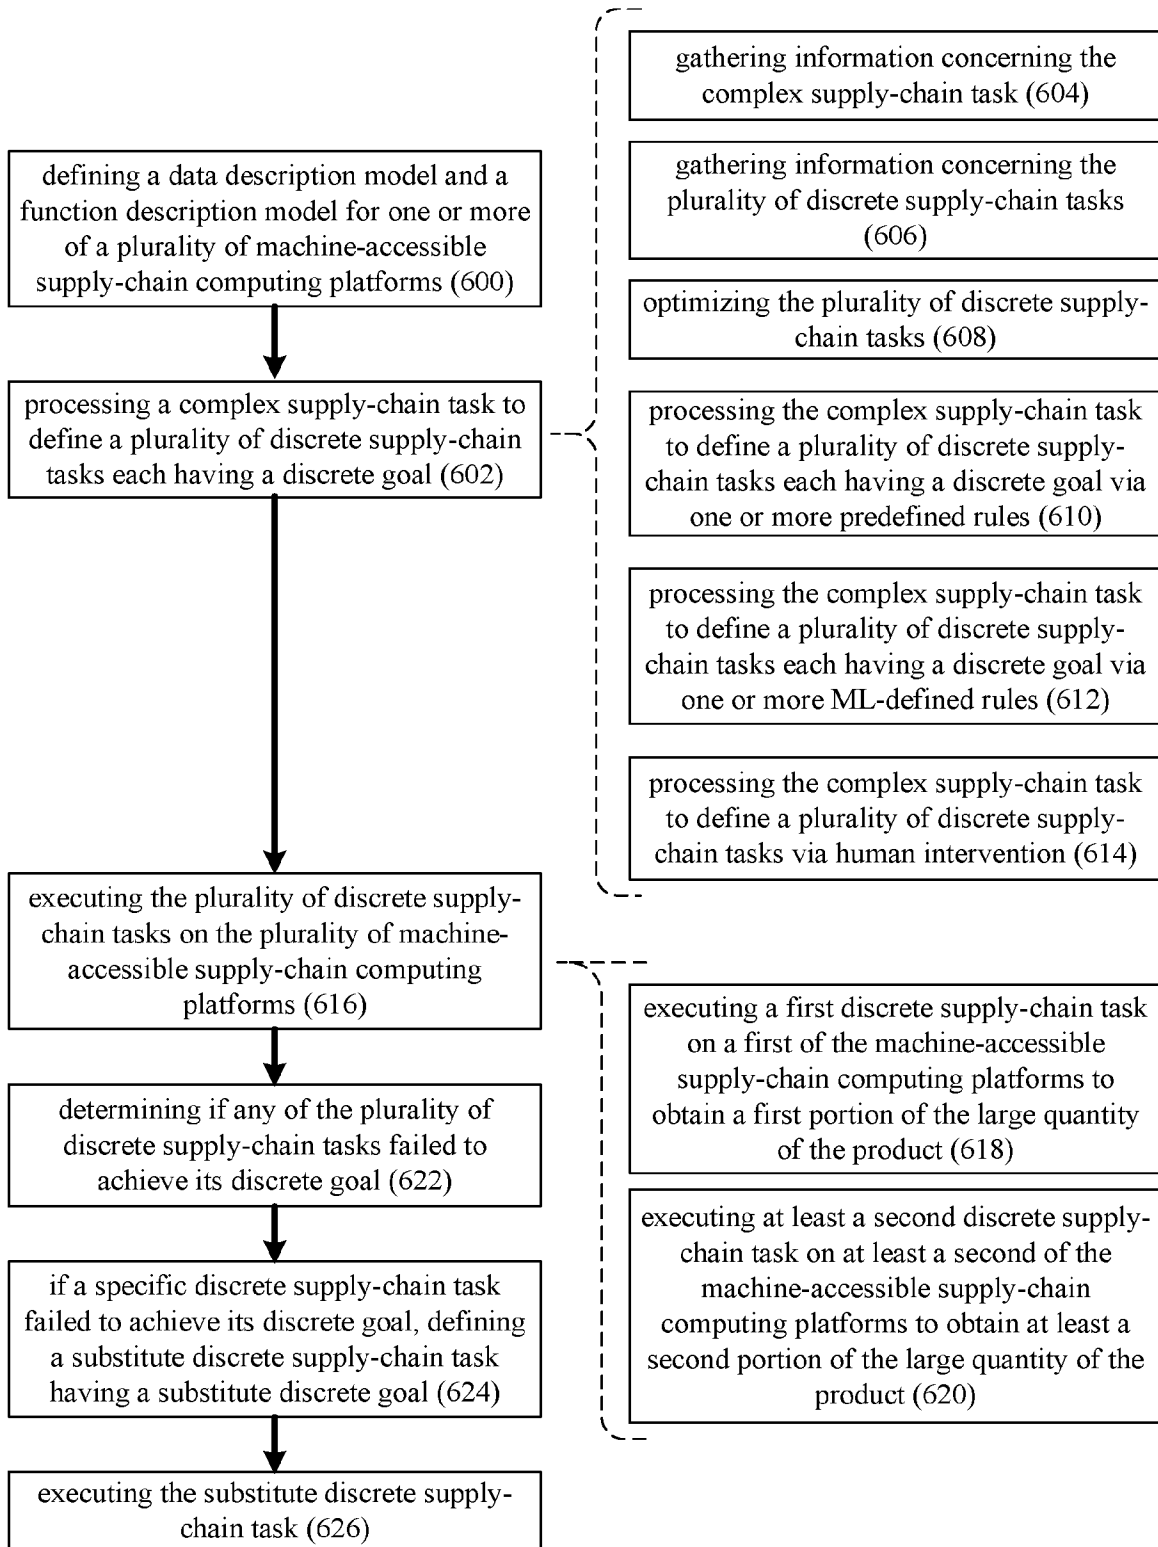 defining a data description model and a
function description model for one or more
of a plurality of machine-accessible
supply-chain computing platforms (600)
processing a complex supply-chain task to
define a plurality of discrete supply-chain
tasks each having a discrete goal (602)
gathering information concerning the
complex supply-chain task (604)
gathering information concerning the
plurality of discrete supply-chain tasks
(606)
optimizing the plurality of discrete supply-
chain tasks (608)
processing the complex supply-chain task
to define a plurality of discrete supply-
chain tasks each having a discrete goal via
one or more predefined rules (610)
processing the complex supply-chain task
to define a plurality of discrete supply-
chain tasks each having a discrete goal via
one or more ML-defined rules (612)
processing the complex supply-chain task
to define a plurality of discrete supply-
chain tasks via human intervention (614)
executing the plurality of discrete supply-
chain tasks on the plurality of machine-
accessible supply-chain computing
platforms (616)
executing a first discrete supply-chain task
on a first of the machine-accessible
supply-chain computing platforms to
obtain a first portion of the large quantity
of the product (618)
executing at least a second discrete supply-
chain task on at least a second of the
machine-accessible supply-chain
computing platforms to obtain at least a
second portion of the large quantity of the
product (620)
determining if any of the plurality of
discrete supply-chain tasks failed to
achieve its discrete goal (622)
if a specific discrete supply-chain task
failed to achieve its discrete goal, defining
a substitute discrete supply-chain task
having a substitute discrete goal (624)
executing the substitute discrete supply-
chain task (626)